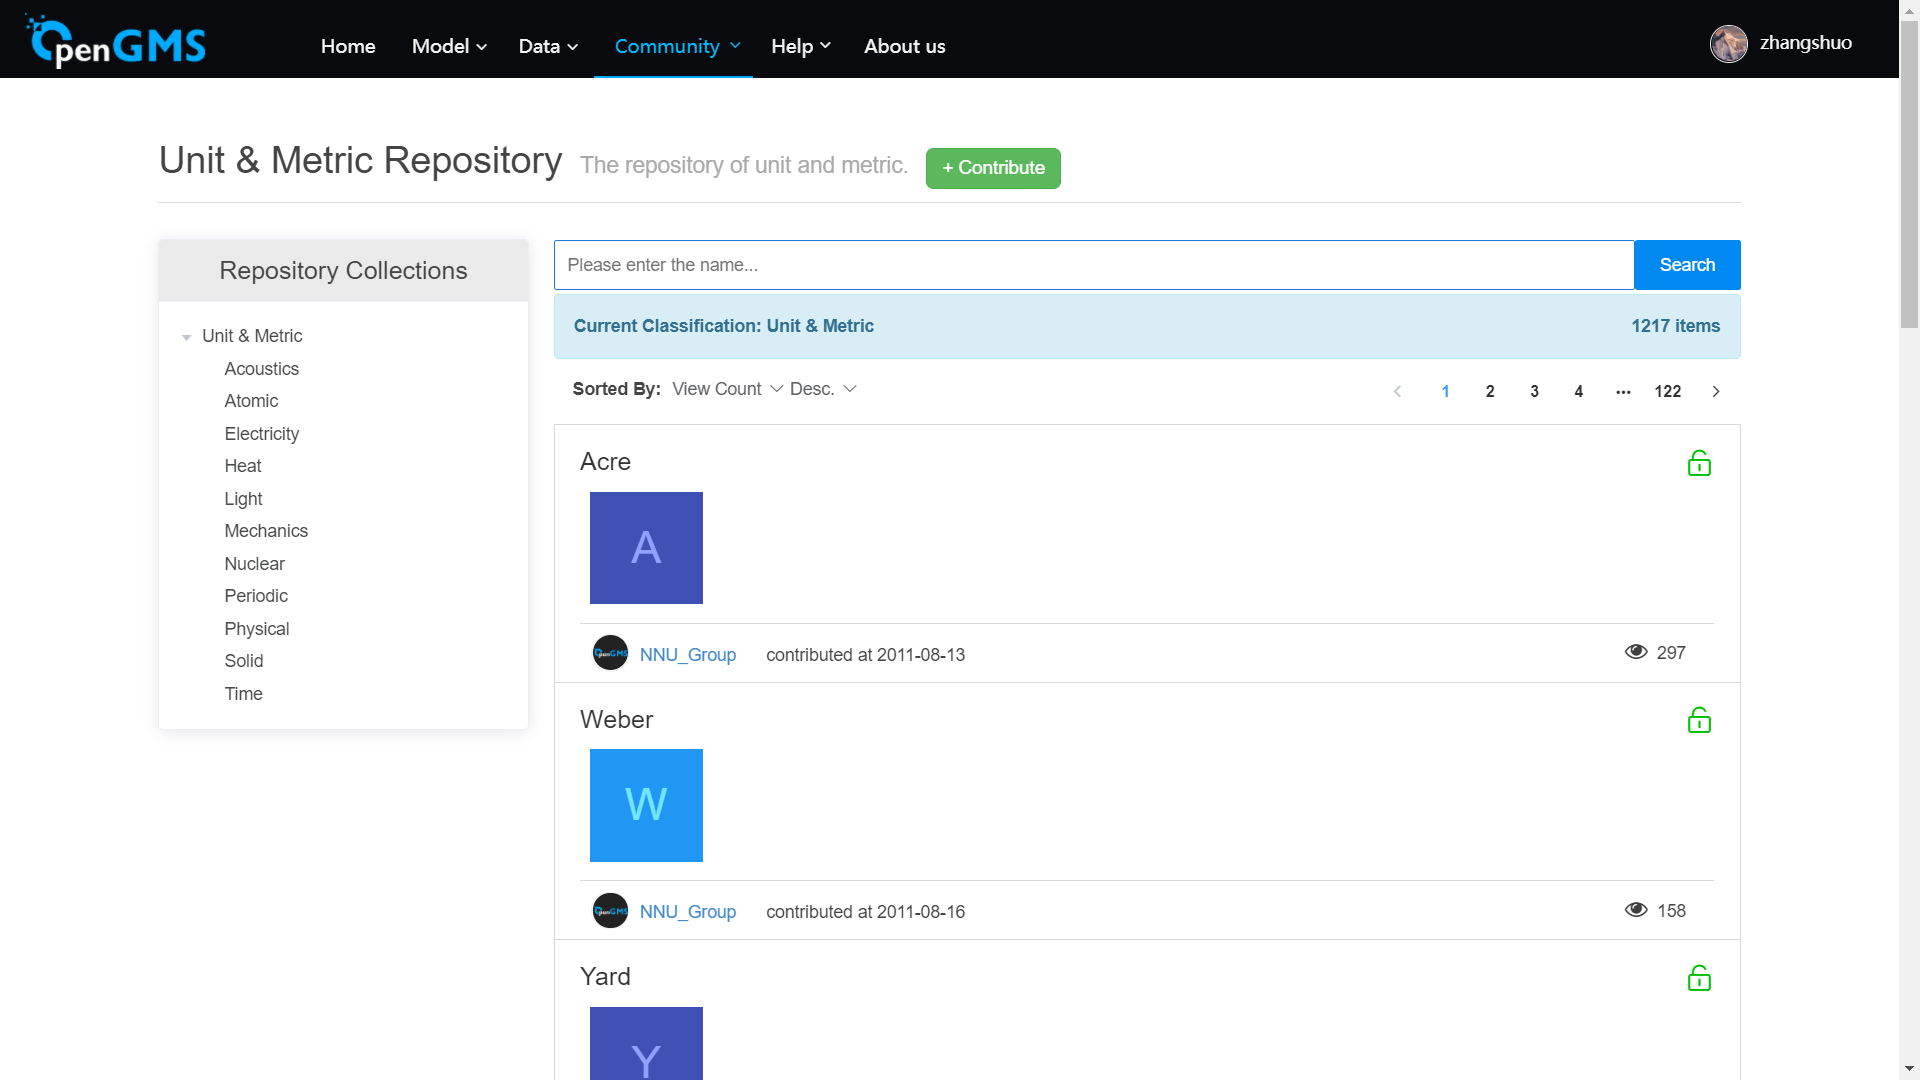 OpenGMS
Home Model Data Community Help About us zhangshuo
Unit & Metric Repository The repository of unit and metric. + Contribute
Repository Collections
Unit & Metric
Acoustics
Atomic
Electricity
Heat
Light
Mechanics
Nuclear
Periodic
Physical
Solid
Time
Please enter the name... Search
Current Classification: Unit & Metric 1217 items
Sorted By: View Count Desc. 1 2 3 4 ••• 122
Acre
A
OpenGMS NNU_Group contributed at 2011-08-13 297
Weber
W
OpenGMS NNU_Group contributed at 2011-08-16 158
Yard
Y